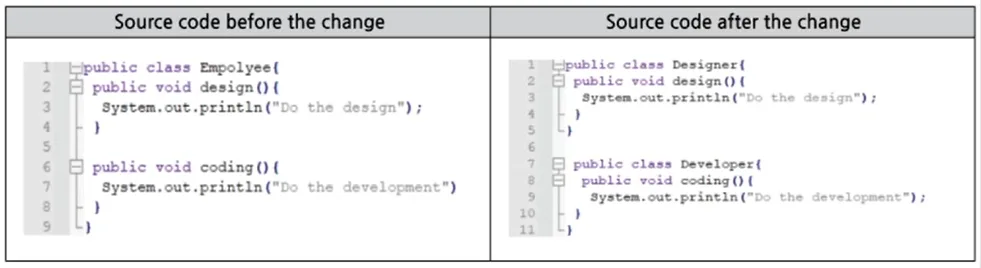 Source code before the change
1 public class Empolyee{
2 public void design(){
3 System.out.println("Do the design");
4 }
5
6 public void coding(){
7 System.out.println("Do the development")
8 }
9 }
Source code after the change
1 public class Designer{
2 public void design(){
3 System.out.println("Do the design");
4 }
5 }
6
7 public class Developer{
8 public void coding(){
9 System.out.println("Do the development");
10 }
11 }